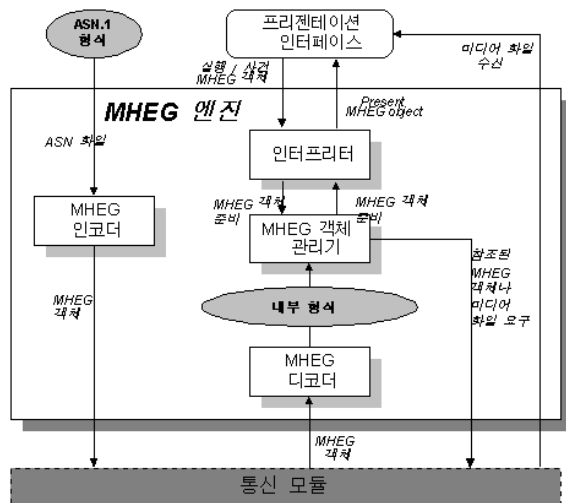 ASN.1
형식
프리젠테이션
인터페이스
미디어 화일
수신
실행 / 사건
MHEG 객체
Present
MHEG object
MHEG 엔진
ASN 화일
인터프리터
MHEG 객체
준비
MHEG 객체
준비
MHEG
인코더
MHEG 객체
관리기
참조된
MHEG
객체나
미디어
화일 요구
MHEG
객체
내부 형식
MHEG
디코더
MHEG
객체
통신 모듈